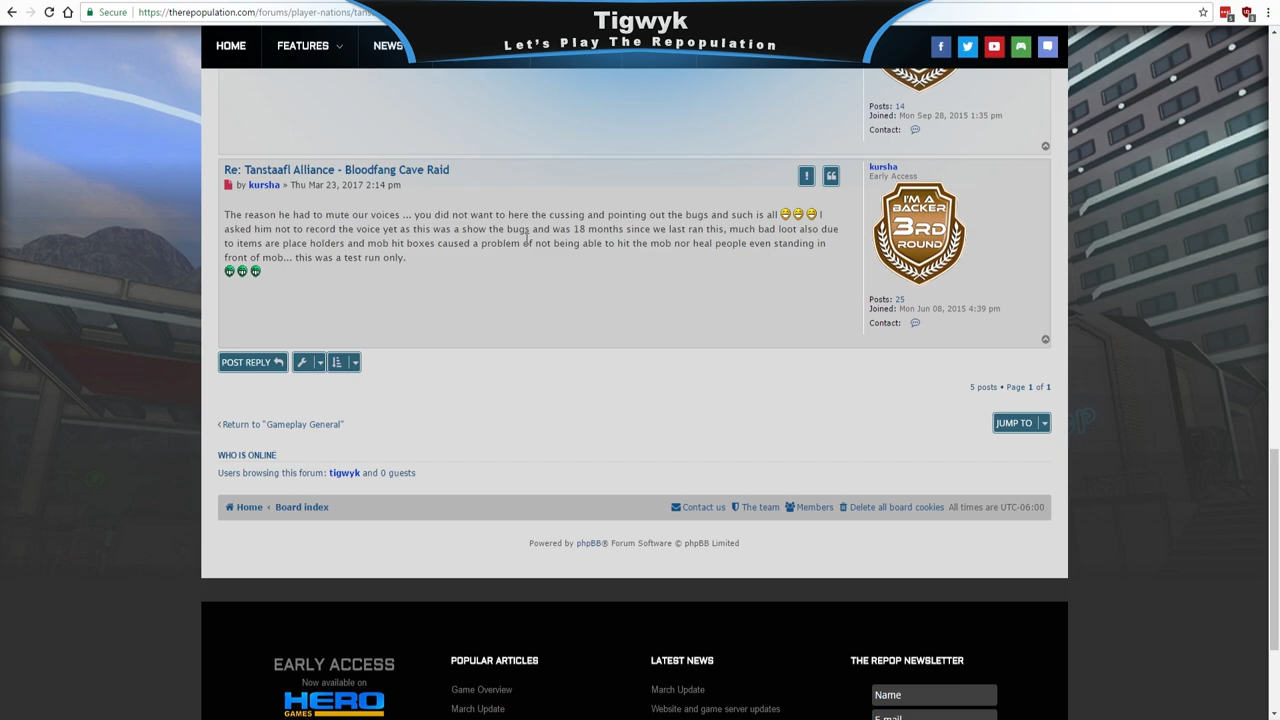 Secure
https://therepopulation.com/forums/player-nations/tans
Tigwyk
Let's Play The Repopulation
HOME
FEATURES
NEWS
Posts: 14
Joined: Mon Sep 28, 2015 1:35 pm
Contact:
Re: Tanstaafl Alliance - Bloodfang Cave Raid
by kursha » Thu Mar 23, 2017 2:14 pm
The reason he had to mute our voices ... you did not want to here the cussing and pointing out the bugs and such is all I
asked him not to record the voice yet as this was a show the bugs and was 18 months since we last ran this, much bad loot also due
to items are place holders and mob hit boxes caused a problem of not being able to hit the mob nor heal people even standing in
front of mob... this was a test run only.
kursha
Early Access
I'M A
BACKER
3RD
ROUND
Posts: 25
Joined: Mon Jun 08, 2015 4:39 pm
Contact:
POST REPLY
5 posts • Page 1 of 1
Return to "Gameplay General"
JUMP TO
WHO IS ONLINE
Users browsing this forum: tigwyk and 0 guests
Home ‹ Board index
Contact us The team Members Delete all board cookies All times are UTC-06:00
Powered by phpBB® Forum Software © phpBB Limited
EARLY ACCESS
Now available on
HERO
GAMES
POPULAR ARTICLES
Game Overview
March Update
LATEST NEWS
March Update
Website and game server updates
THE REPOP NEWSLETTER
Name
E-mail